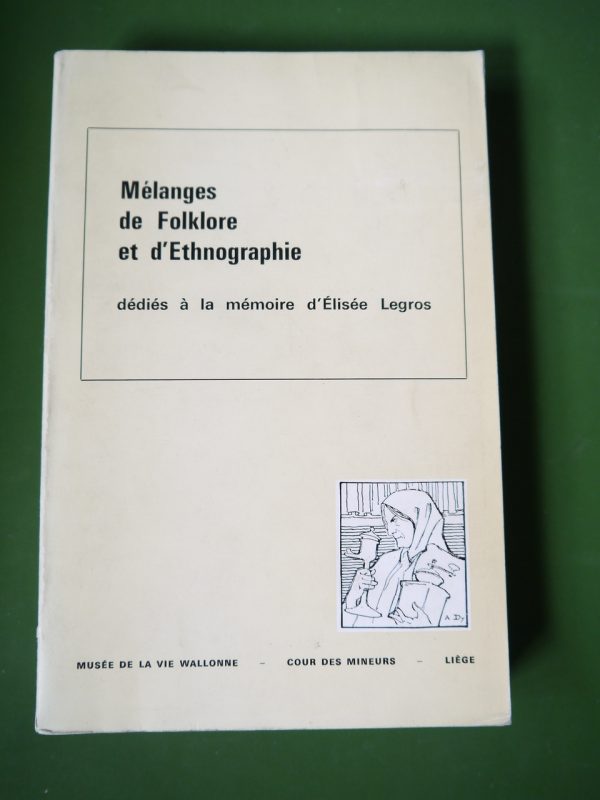 Mélanges
de Folklore
et d'Ethnographie
dédiés à la mémoire d'Élisée Legros
A Dy
MUSÉE DE LA VIE WALLONNE – COUR DES MINEURS – LIÈGE